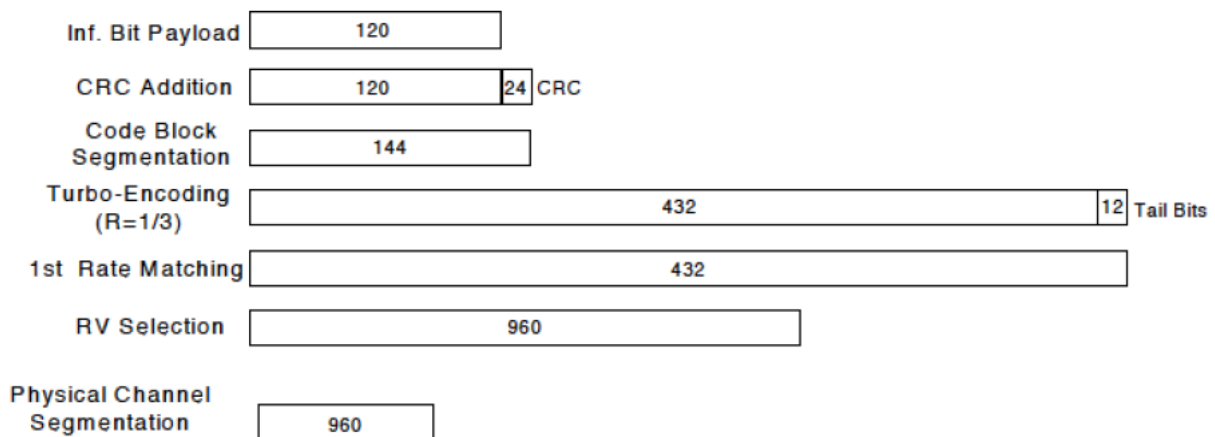 Inf. Bit Payload 120
CRC Addition 120 24 CRC
Code Block
Segmentation 144
Turbo-Encoding
(R=1/3) 432 12 Tail Bits
1st Rate Matching 432
RV Selection 960
Physical Channel
Segmentation 960